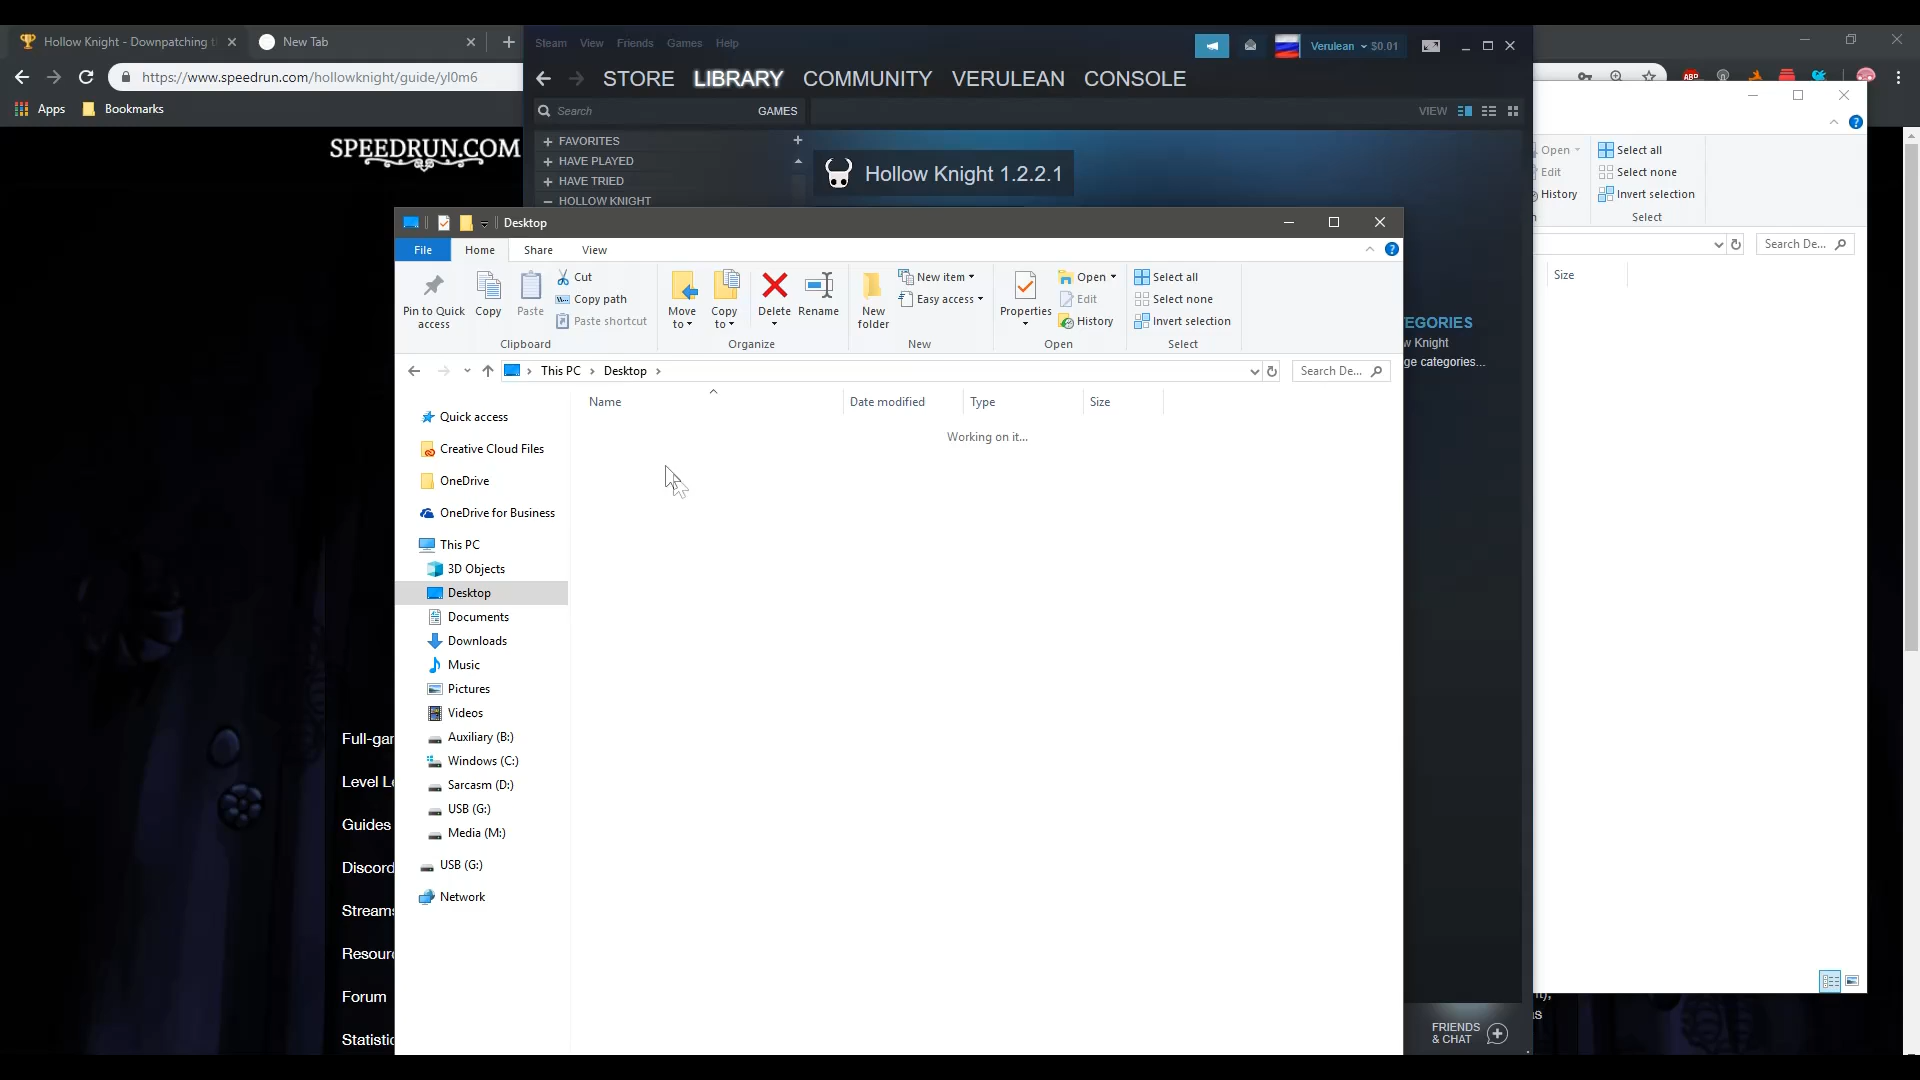 Hollow Knight - Downpatching t
New Tab
https://www.speedrun.com/hollowknight/guide/yl0m6
Apps
Bookmarks
SPEEDRUN.COM
Full-gar
Level Le
Guides
Discord
Streams
Resour
Forum
Statistic
Steam View Friends Games Help
Verulean $0.01
STORE LIBRARY COMMUNITY VERULEAN CONSOLE
Search
GAMES
VIEW
FAVORITES
HAVE PLAYED
HAVE TRIED
HOLLOW KNIGHT
Hollow Knight 1.2.2.1
EGORIES
w Knight
ge categories...
FRIENDS
& CHAT
Desktop
File Home Share View
Pin to Quick
access
Copy
Paste
Cut
Copy path
Paste shortcut
Clipboard
Move
to
Copy
to
Delete
Rename
Organize
New
folder
New item
Easy access
New
Properties
Open
Edit
History
Open
Select all
Select none
Invert selection
Select
This PC
Desktop
Search De...
Name
Date modified
Type
Size
Working on it...
Quick access
Creative Cloud Files
OneDrive
OneDrive for Business
This PC
3D Objects
Desktop
Documents
Downloads
Music
Pictures
Videos
Auxiliary (B:)
Windows (C:)
Sarcasm (D:)
USB (G:)
Media (M:)
USB (G:)
Network
ABP
Open
Edit
History
Select all
Select none
Invert selection
Select
Search De...
Size